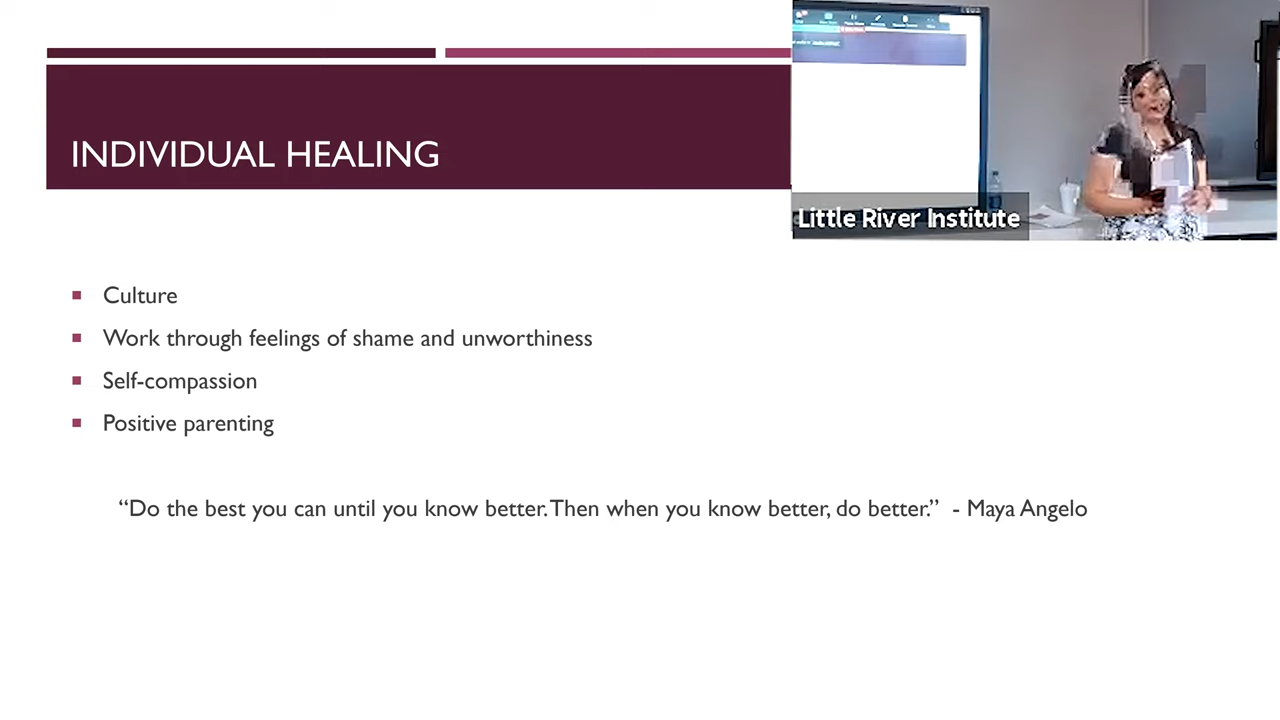 INDIVIDUAL HEALING
Little River Institute
Culture
Work through feelings of shame and unworthiness
Self-compassion
Positive parenting
“Do the best you can until you know better. Then when you know better, do better.” - Maya Angelo